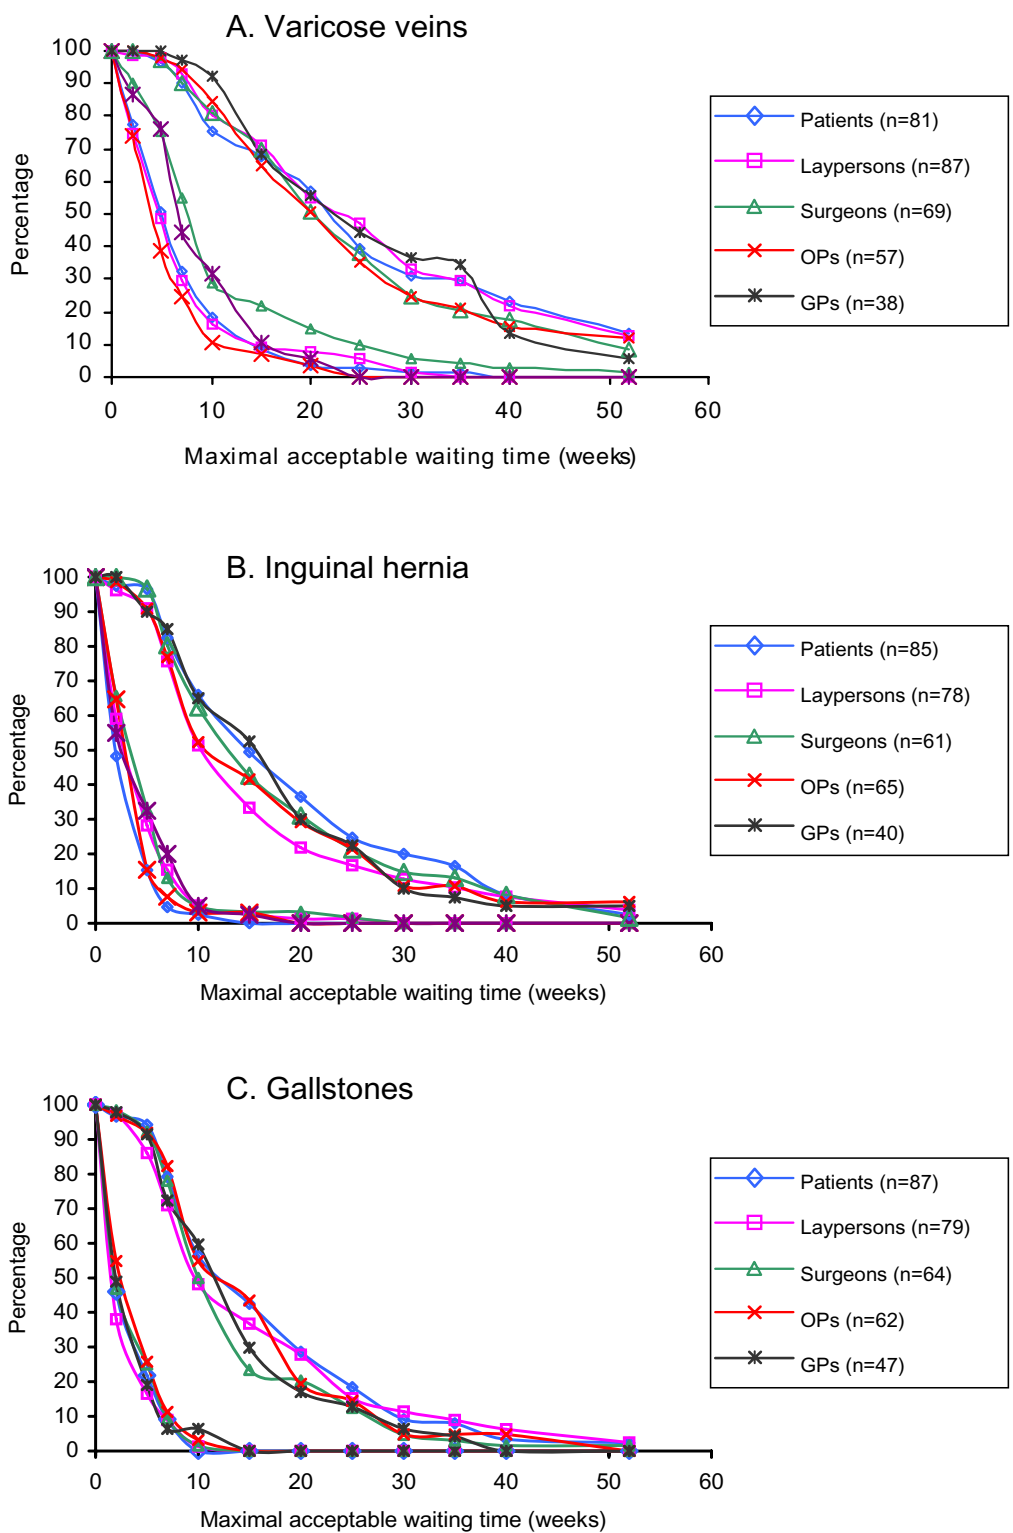 A. Varicose veins
100
90
80
70
60
50
40
30
20
10
0
Percentage
0 10 20 30 40 50 60
Maximal acceptable waiting time (weeks)
Patients (n=81)
Laypersons (n=87)
Surgeons (n=69)
OPs (n=57)
GPs (n=38)
B. Inguinal hernia
100
90
80
70
60
50
40
30
20
10
0
Percentage
0 10 20 30 40 50 60
Maximal acceptable waiting time (weeks)
Patients (n=85)
Laypersons (n=78)
Surgeons (n=61)
OPs (n=65)
GPs (n=40)
C. Gallstones
100
90
80
70
60
50
40
30
20
10
0
Percentage
0 10 20 30 40 50 60
Maximal acceptable waiting time (weeks)
Patients (n=87)
Laypersons (n=79)
Surgeons (n=64)
OPs (n=62)
GPs (n=47)